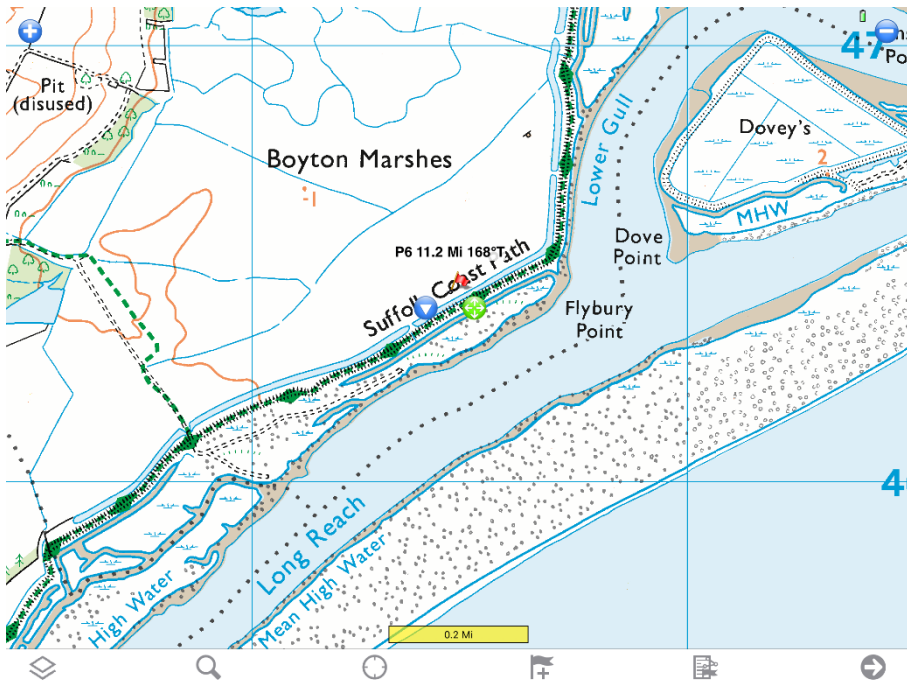 47
Po
Pit
(disused)
Dovey's
2
Boyton Marshes
-1
Lower Gull
MHW
Dove
Point
P6 11.2 Mi 168°T
Suffolk Coast Path
Flybury
Point
Long Reach
High Water
Mean High Water
0.2 Mi